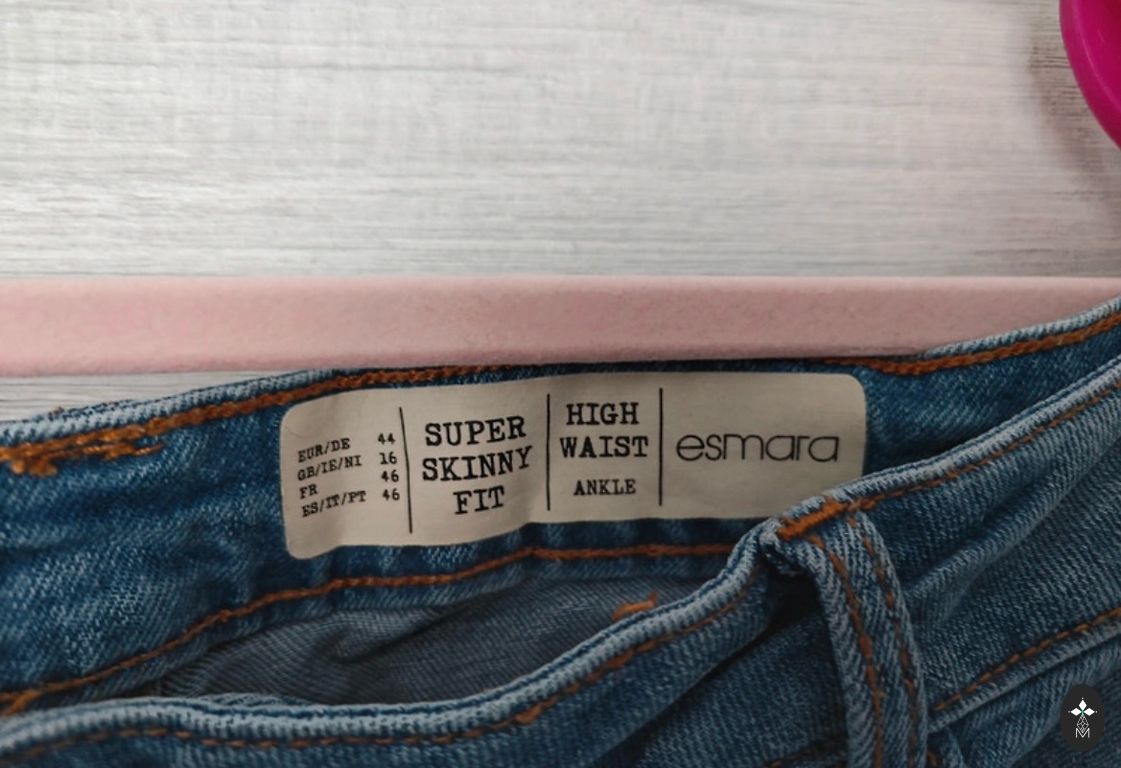 EUR/DE 44
GB/IE/NI 16
FR 46
ES/IT/PT 46
SUPER
SKINNY
FIT
HIGH
WAIST
ANKLE
esmara
M